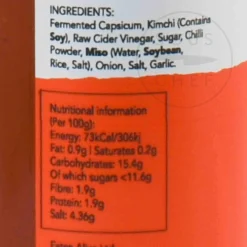 INGREDIENTS:
Fermented Capsicum, Kimchi (Contains
Soy), Raw Cider Vinegar, Sugar, Chilli
Powder, Miso (Water, Soybean,
Rice, Salt), Onion, Salt, Garlic.
Nutritional Information
(Per 100g):
Energy: 73kCal/306kj
Fat: 0.9g | Saturates 0.2g
Carbohydrates: 15.4g
Of which sugars <11.6g
Fibre: 1.9g
Protein: 1.9g
Salt: 4.36g